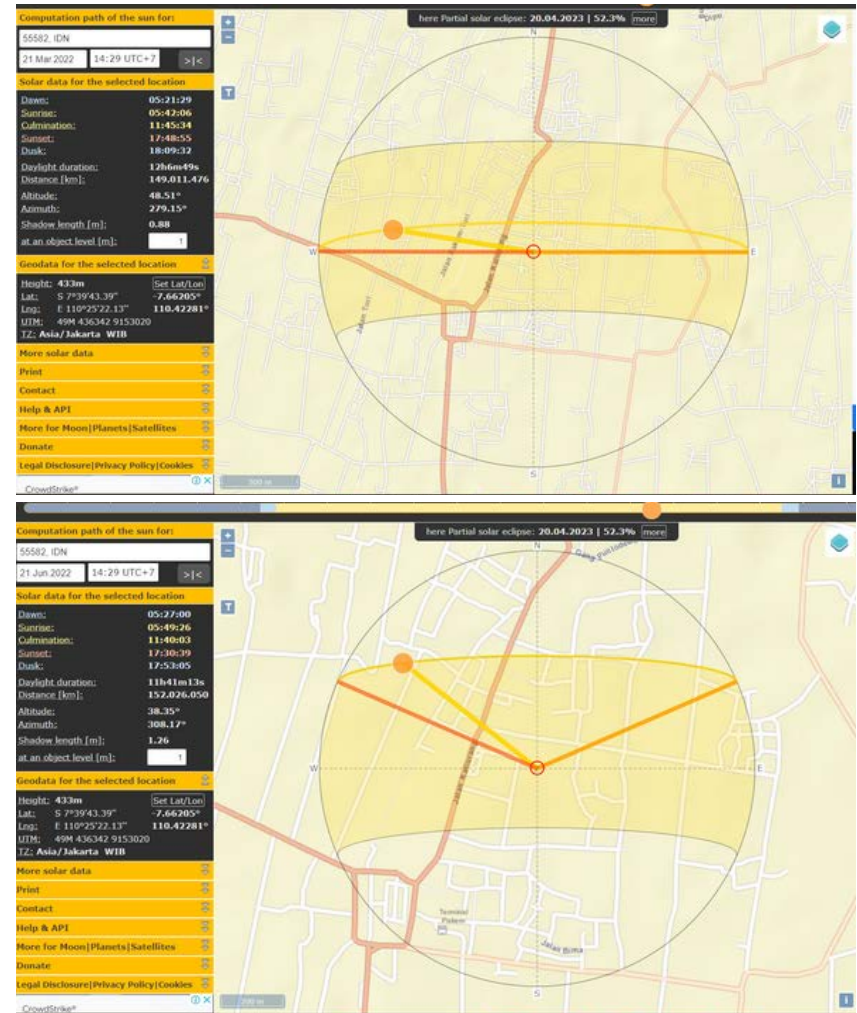 Computation path of the sun for:
55582, IDN
21 Mar.2022 14:29 UTC+7 >|<
Solar data for the selected location
Dawn: 05:21:29
Sunrise: 05:42:06
Culmination: 11:45:34
Sunset: 17:48:55
Dusk: 18:09:32
Daylight duration: 12h6m49s
Distance [km]: 149.011.476
Altitude: 48.51°
Azimuth: 279.15°
Shadow length [m]: 0.88
at an object level [m]: 1
Geodata for the selected location
Height: 433m Set Lat/Lon
Lat: S 7°39'43.39" -7.66205°
Lng: E 110°25'22.13" 110.42281°
UTM: 49M 436342 9153020
TZ: Asia/Jakarta WIB
More solar data
Print
Contact
Help & API
More for Moon|Planets|Satellites
Donate
Legal Disclosure|Privacy Policy|Cookies
CrowdStrike®
+
−
T
here Partial solar eclipse: 20.04.2023 | 52.3% more
N
W
E
S
Jalan Turi
300 m
i
Computation path of the sun for:
55582, IDN
21 Jun.2022 14:29 UTC+7 >|<
Solar data for the selected location
Dawn: 05:27:00
Sunrise: 05:49:26
Culmination: 11:40:03
Sunset: 17:30:39
Dusk: 17:53:05
Daylight duration: 11h41m13s
Distance [km]: 152.026.050
Altitude: 38.35°
Azimuth: 308.17°
Shadow length [m]: 1.26
at an object level [m]: 1
Geodata for the selected location
Height: 433m Set Lat/Lon
Lat: S 7°39'43.39" -7.66205°
Lng: E 110°25'22.13" 110.42281°
UTM: 49M 436342 9153020
TZ: Asia/Jakarta WIB
More solar data
Print
Contact
Help & API
More for Moon|Planets|Satellites
Donate
Legal Disclosure|Privacy Policy|Cookies
CrowdStrike®
+
−
T
here Partial solar eclipse: 20.04.2023 | 52.3% more
N
W
E
S
Jalan Kaliurang
Terminal
Pakem
Jalan Bima
i